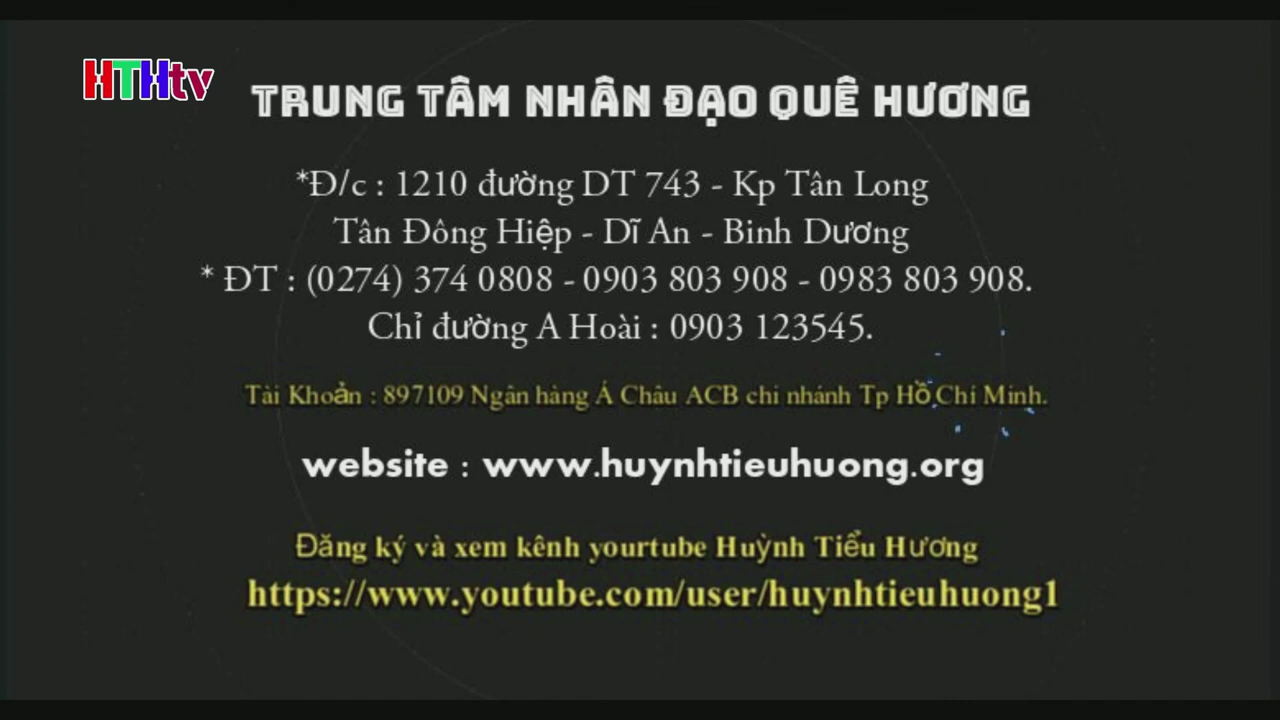 HTHtv
TRUNG TÂM NHÂN ĐẠO QUÊ HƯƠNG
*Đ/c : 1210 đường DT 743 - Kp Tân Long
Tân Đông Hiệp - Dĩ An - Binh Dương
* ĐT : (0274) 374 0808 - 0903 803 908 - 0983 803 908.
Chỉ đường A Hoài : 0903 123545.
Tài Khoản : 897109 Ngân hàng Á Châu ACB chi nhánh Tp Hồ Chí Minh.
website : www.huynhtieuhuong.org
Đăng ký và xem kênh yourtube Huỳnh Tiểu Hương
https://www.youtube.com/user/huynhtieuhuong1